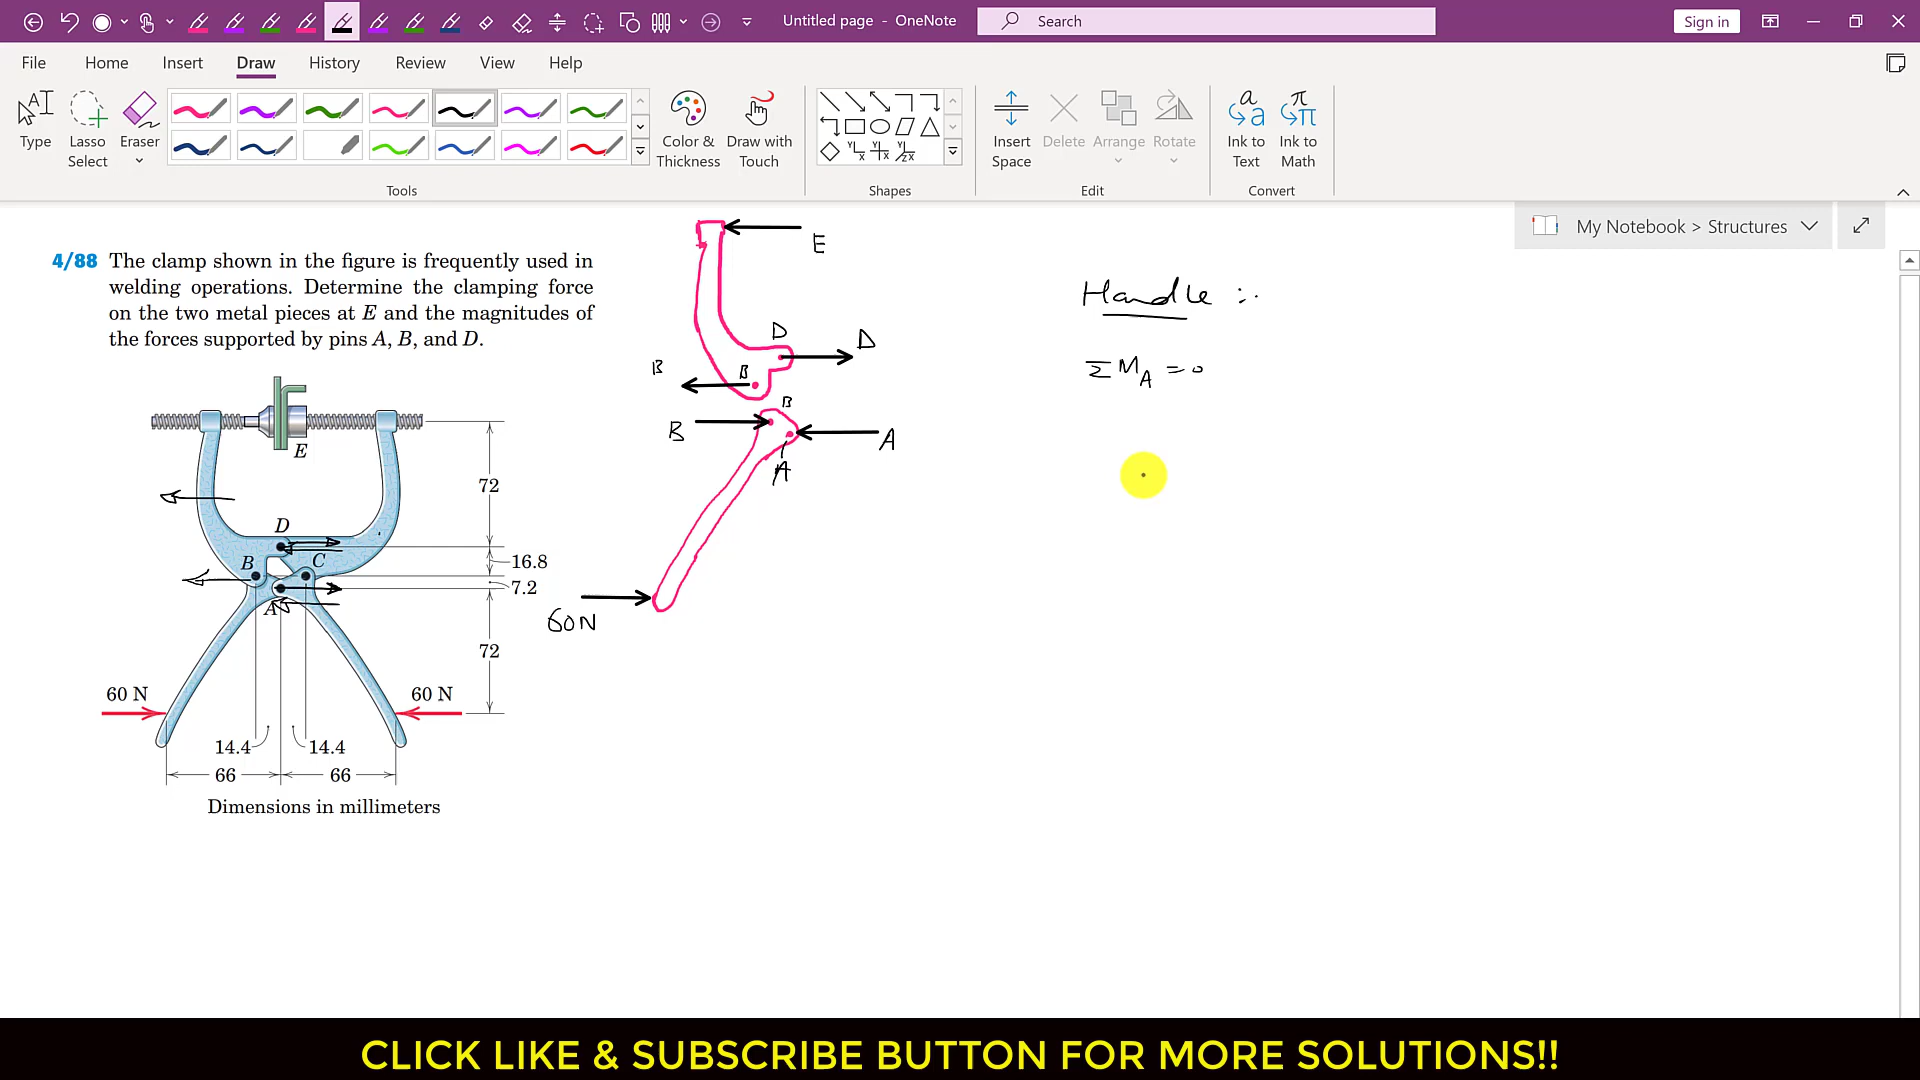 Untitled page - OneNote
Search
Sign in
File
Home
Insert
Draw
History
Review
View
Help
Type
Lasso Select
Eraser
Color & Thickness
Draw with Touch
Insert Space
Delete
Arrange
Rotate
Ink to Text
Ink to Math
Tools
Shapes
Edit
Convert
My Notebook > Structures
4/88 The clamp shown in the figure is frequently used in
welding operations. Determine the clamping force
on the two metal pieces at E and the magnitudes of
the forces supported by pins A, B, and D.
E
72
D
16.8
B
C
7.2
A
72
60 N
60 N
14.4
14.4
66
66
Dimensions in millimeters
E
D
D
B
B
B
B
A
A
60N
Handle :.
ΣM_A = 0
CLICK LIKE & SUBSCRIBE BUTTON FOR MORE SOLUTIONS!!